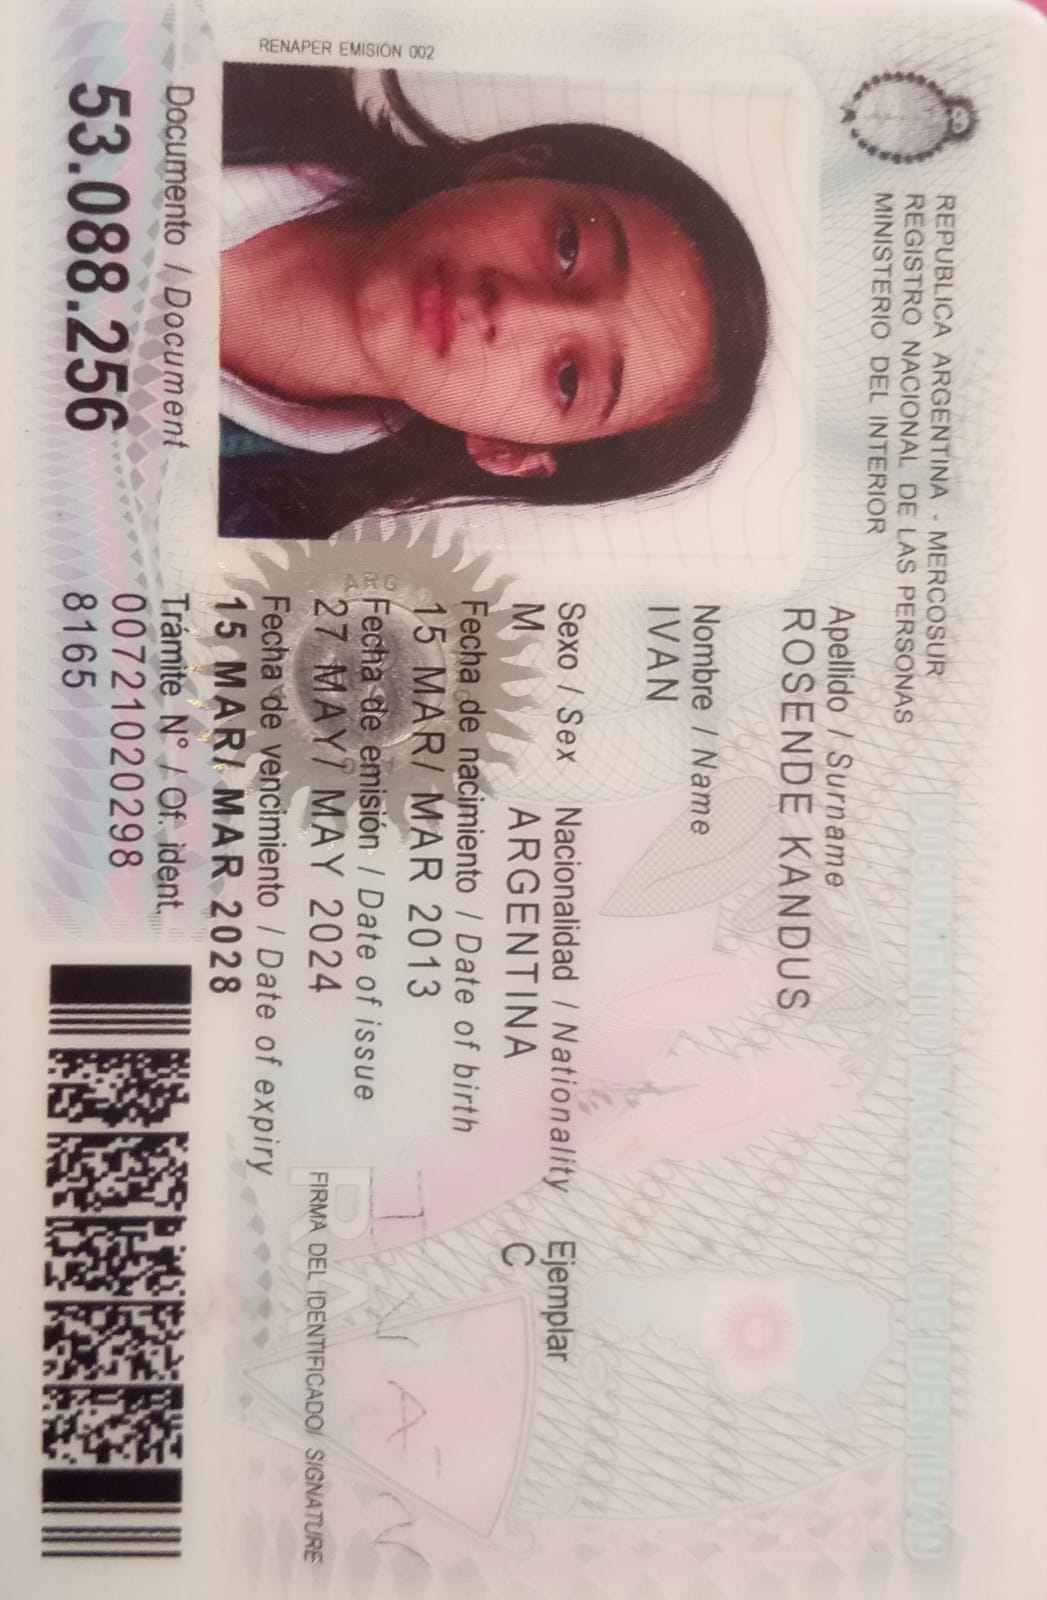 REPUBLICA ARGENTINA - MERCOSUR
REGISTRO NACIONAL DE LAS PERSONAS
MINISTERIO DEL INTERIOR
DOCUMENTO NACIONAL DE IDENTIDAD
Apellido / Surname
ROSENDE KANDUS
Nombre / Name
IVAN
Sexo / Sex Nacionalidad / Nationality Ejemplar
M ARGENTINA C
Fecha de nacimiento / Date of birth
15 MAR/ MAR 2013
Fecha de emisión / Date of issue
27 MAY/ MAY 2024
Fecha de vencimiento / Date of expiry
15 MAR/ MAR 2028
FIRMA DEL IDENTIFICADO/ SIGNATURE
RENAPER EMISIÓN 002
ARG
Documento / Document
53.088.256
Trámite N° / Of. ident.
00721020298
8165